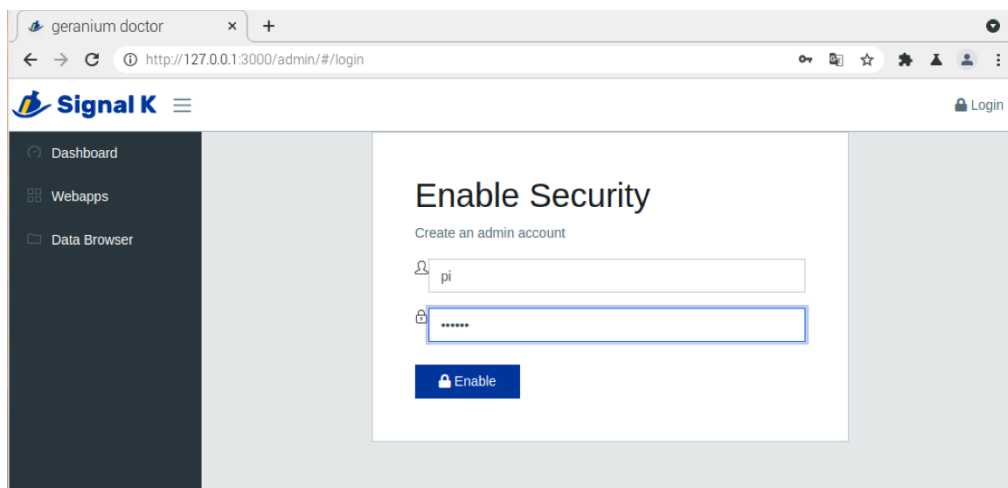 geranium doctor
http://127.0.0.1:3000/admin/#/login
Signal K
Login
Dashboard
Webapps
Data Browser
Enable Security
Create an admin account
pi
••••••
Enable